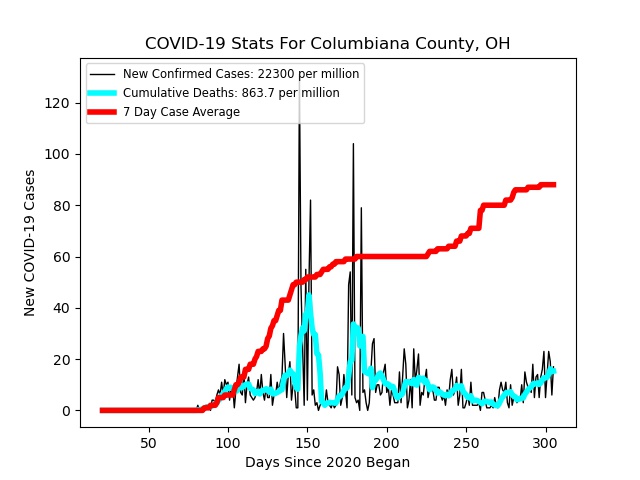 COVID-19 Stats For Columbiana County, OH
New Confirmed Cases: 22300 per million
Cumulative Deaths: 863.7 per million
7 Day Case Average
New COVID-19 Cases
120
100
80
60
40
20
0
50 100 150 200 250 300
Days Since 2020 Began